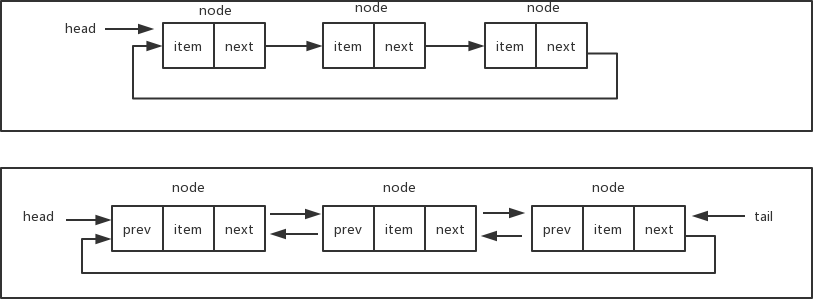 node node node
head
item next item next item next
node node node
head tail
prev item next prev item next prev item next